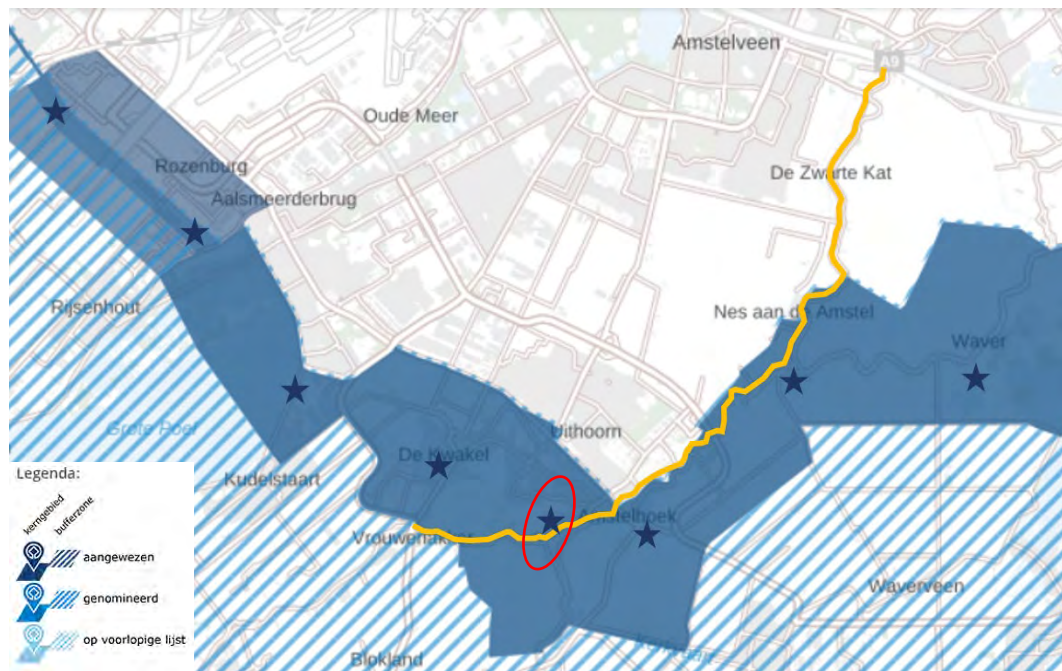 Amstelveen
A9
Oude Meer
Rozenburg
De Zwarte Kat
Aalsmeerderbrug
Rijsenhout
Nes aan de Amstel
Waver
Grote Poel
Uithoorn
De Kwakel
Legenda:
Kudelstaart
kerngebied
bufferzone
Amstelhoek
Vrouwenakker
aangewezen
Waverveen
genomineerd
op voorlopige lijst
Blokland